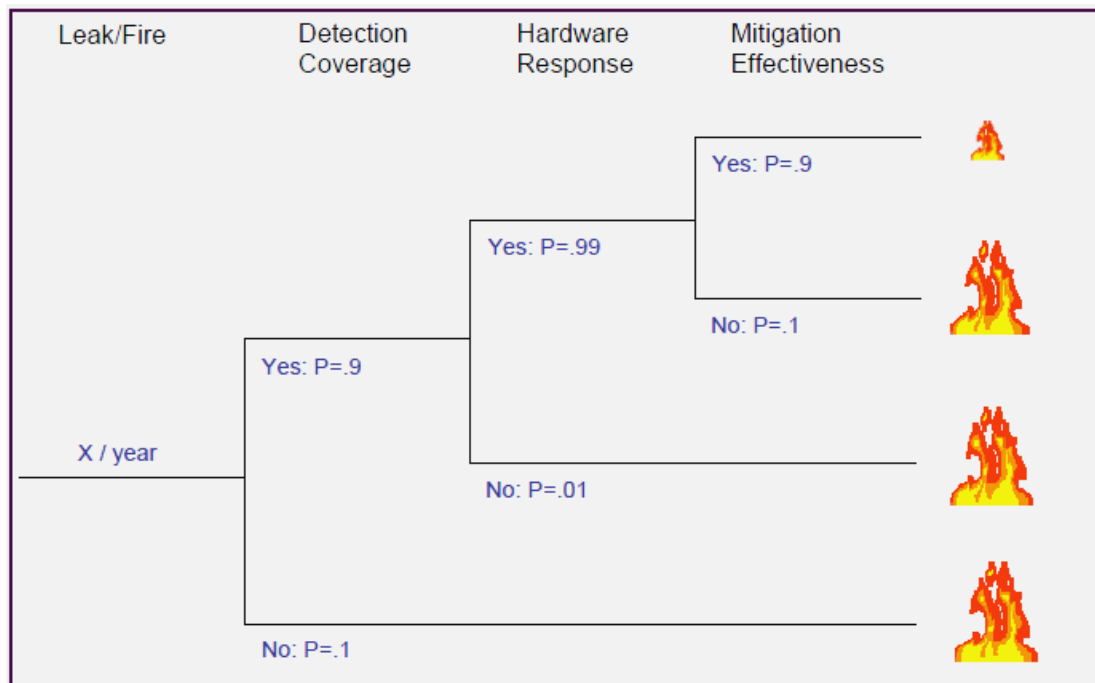 Leak/Fire
Detection
Coverage
Hardware
Response
Mitigation
Effectiveness
Yes: P=.9
Yes: P=.99
No: P=.1
Yes: P=.9
X / year
No: P=.01
No: P=.1